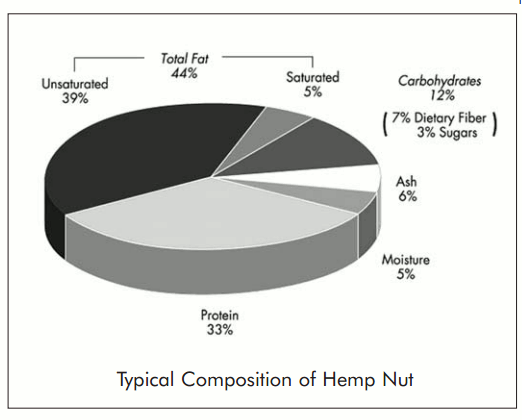 Total Fat
44%
Unsaturated
39%
Saturated
5%
Carbohydrates
12%
(7% Dietary Fiber
3% Sugars)
Ash
6%
Moisture
5%
Protein
33%
Typical Composition of Hemp Nut